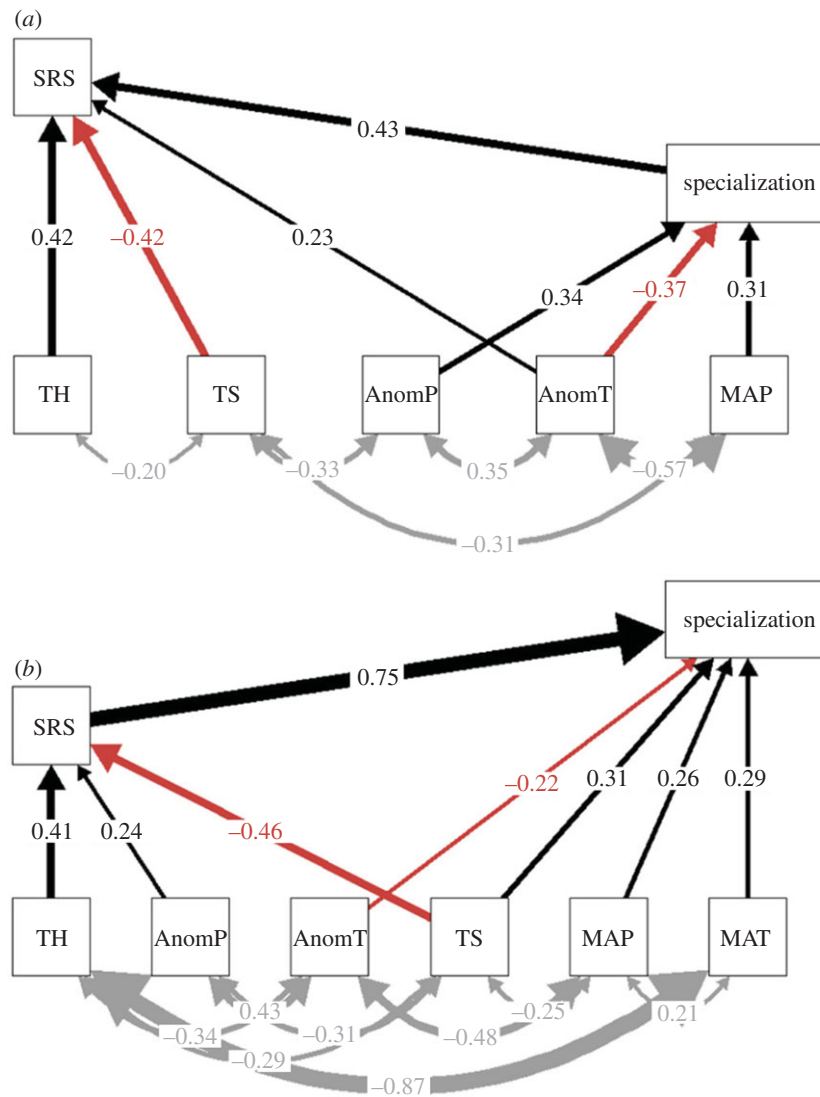 (a)
SRS
0.43
specialization
0.42
–0.42
0.23
0.34
–0.37
0.31
TH
TS
AnomP
AnomT
MAP
–0.20
–0.33
0.35
–0.57
–0.31
specialization
(b)
0.75
SRS
–0.22
0.31
0.26
0.29
0.41
0.24
–0.46
TH
AnomP
AnomT
TS
MAP
MAT
0.43
–0.25
0.21
–0.34
–0.31
–0.48
–0.29
–0.87